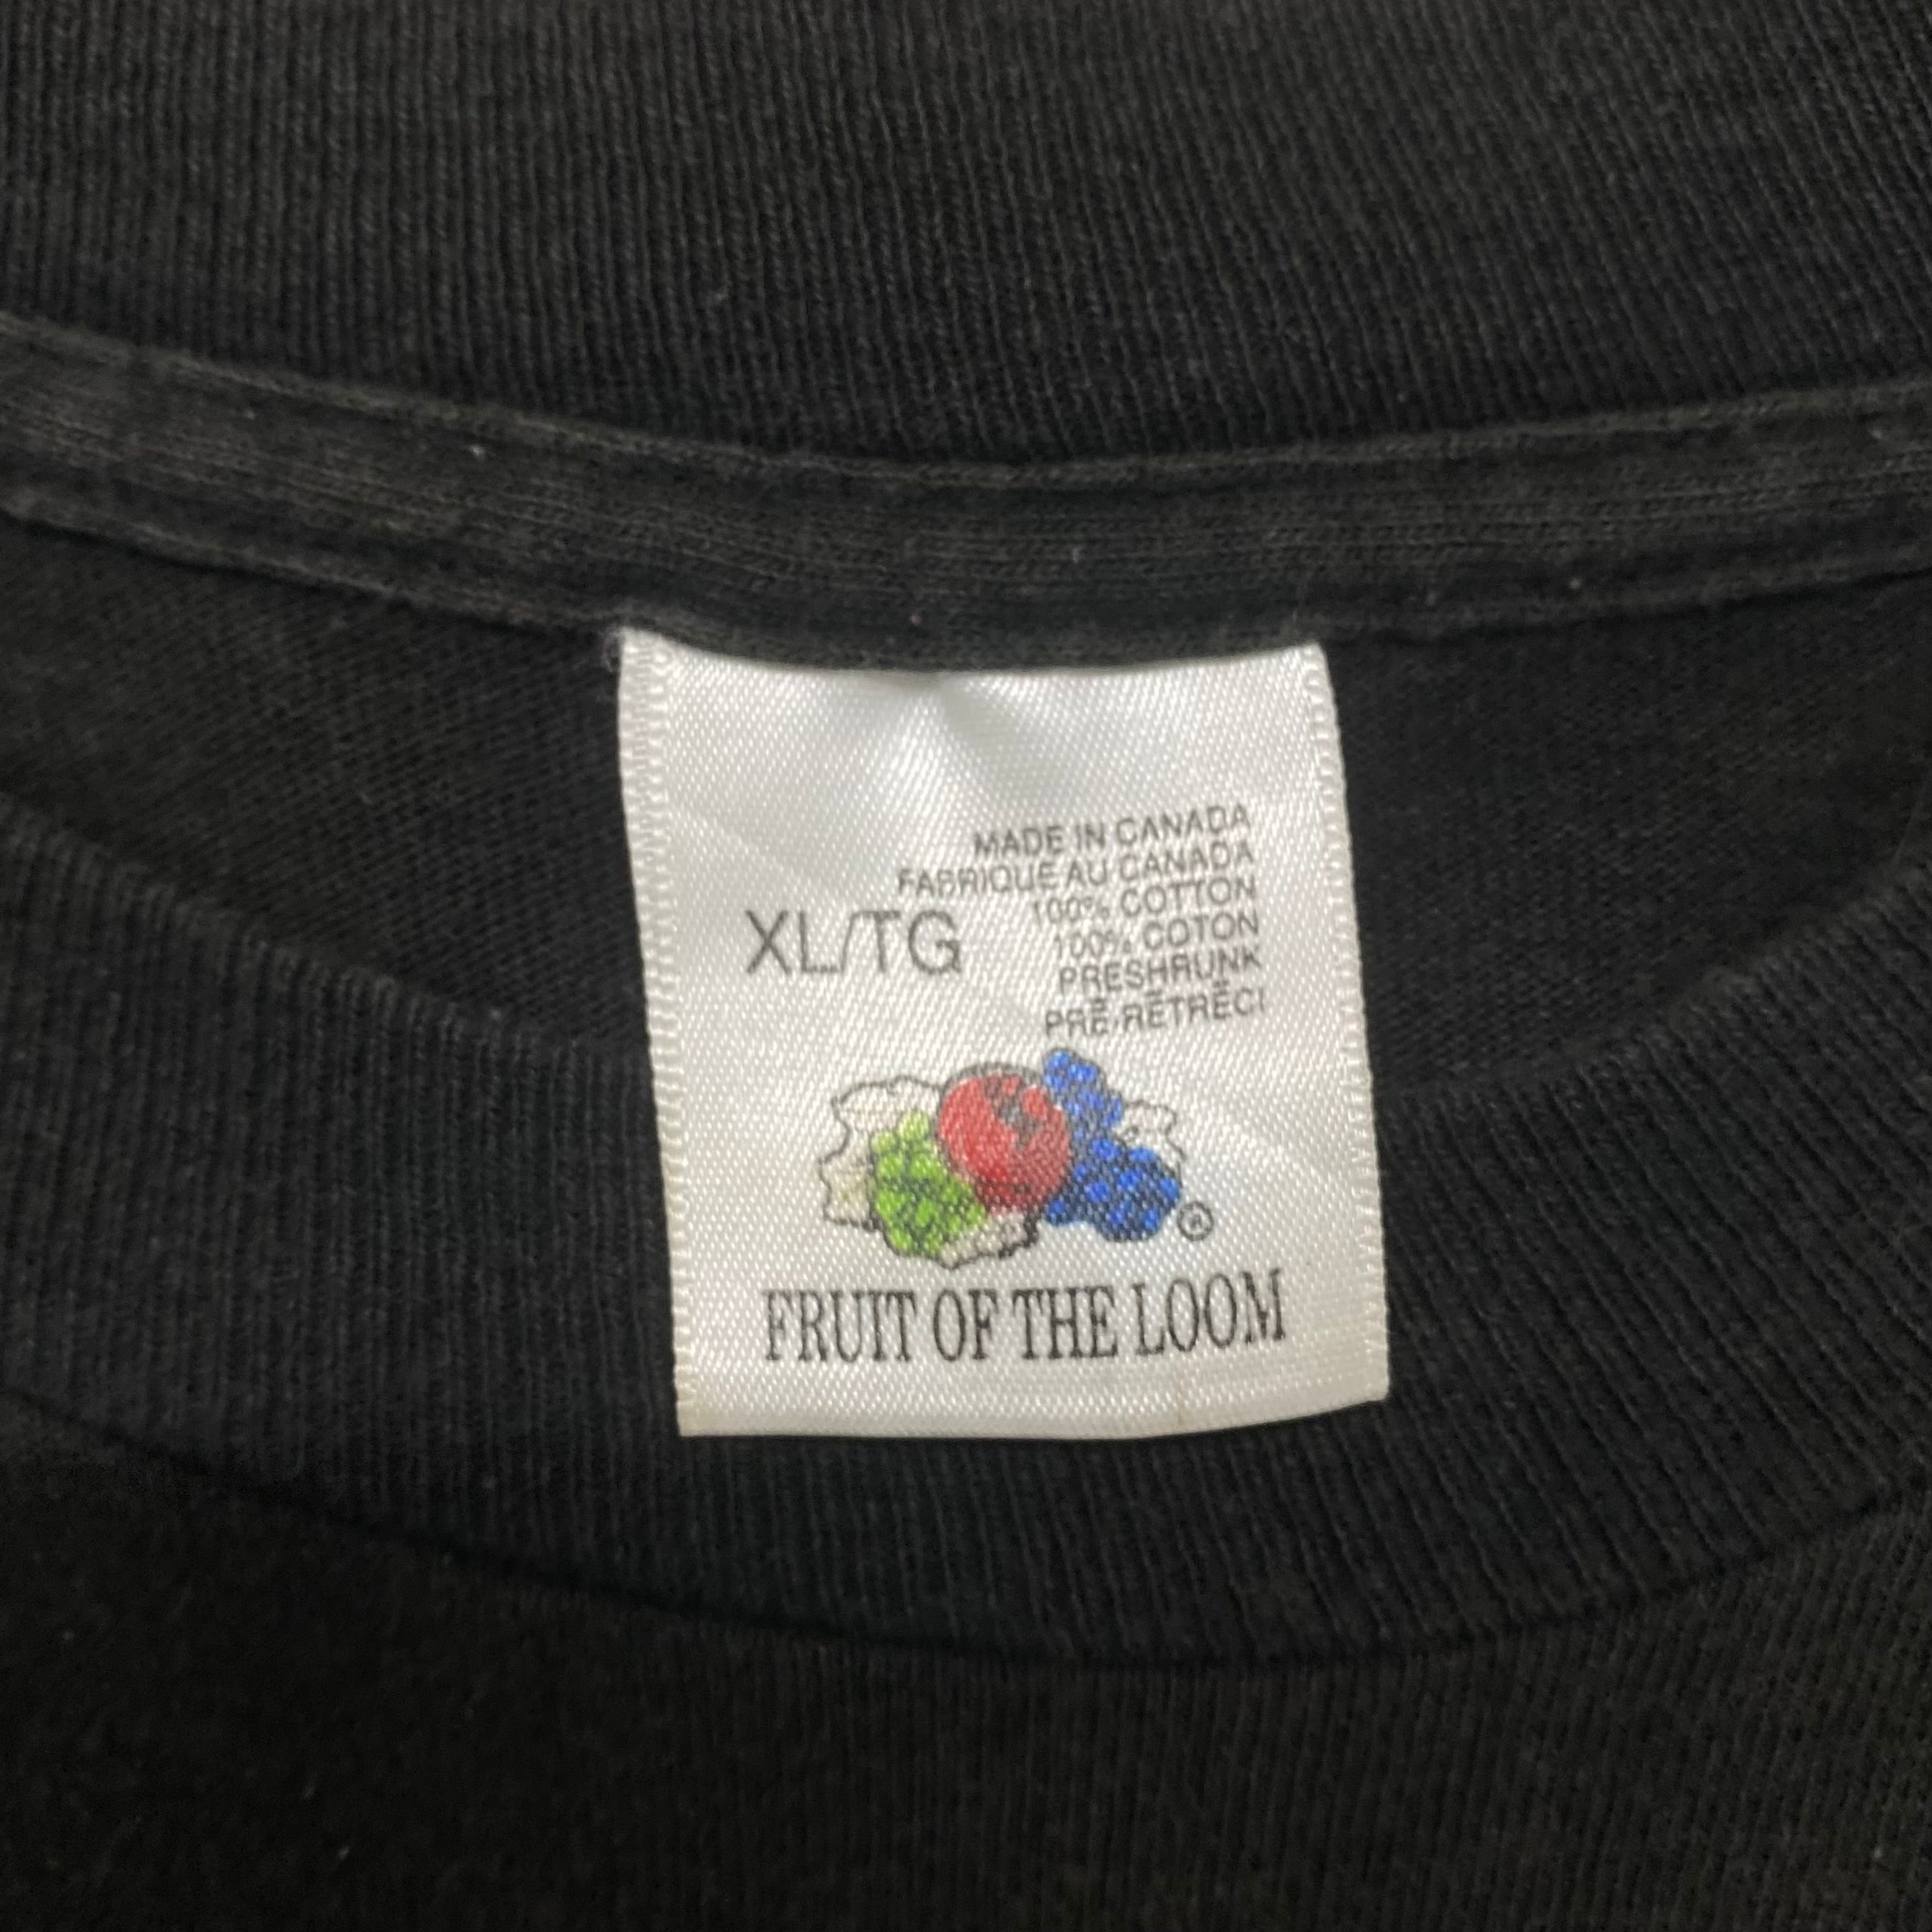 MADE IN CANADA
FABRIQUE AU CANADA
100% COTTON
100% COTON
PRESHRUNK
PRÉ-RÉTRÉCI
XL/TG
®
FRUIT OF THE LOOM